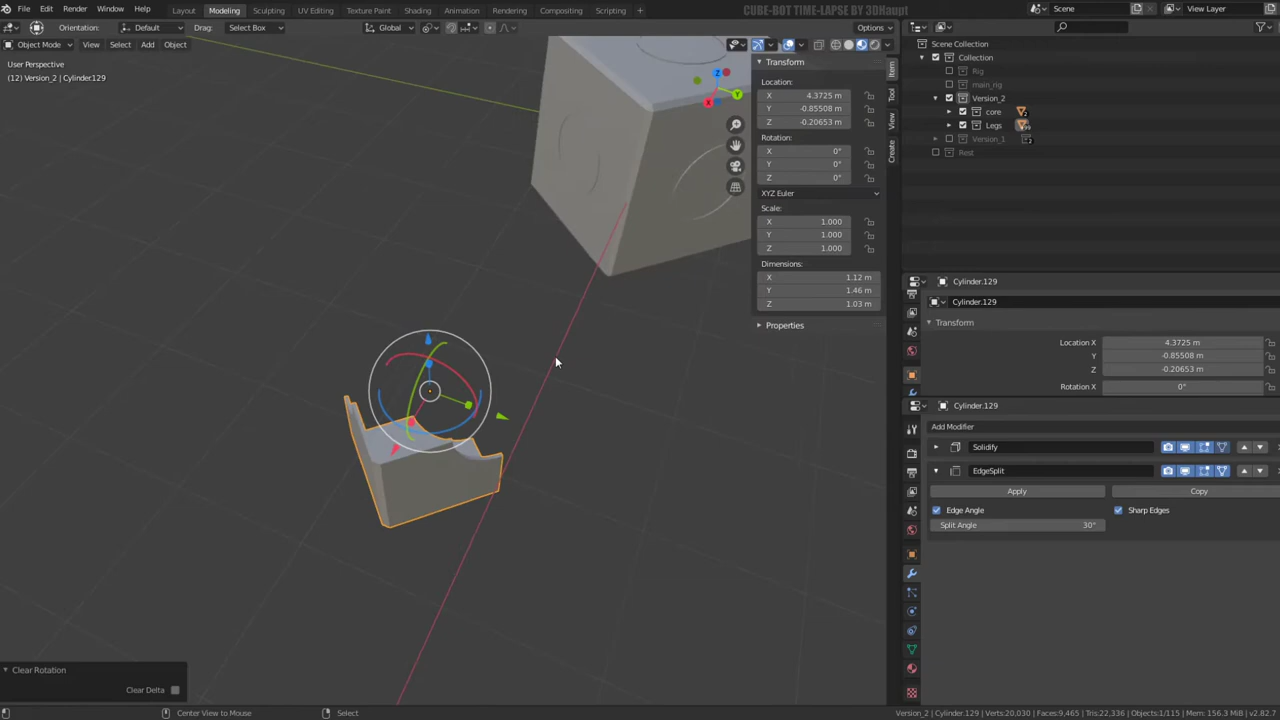 File Edit Render Window Help Layout Modeling Sculpting UV Editing Texture Paint Shading Animation Rendering Compositing Scripting + CUBE-BOT TIME-LAPSE BY 3DHaupt Scene View Layer
Orientation: Default Drag: Select Box Global Options
Object Mode View Select Add Object
User Perspective
(12) Version_2 | Cylinder.129
Transform
Location:
X 4.3725 m
Y -0.85508 m
Z -0.20653 m
Rotation:
X 0°
Y 0°
Z 0°
XYZ Euler
Scale:
X 1.000
Y 1.000
Z 1.000
Dimensions:
X 1.12 m
Y 1.46 m
Z 1.03 m
Properties
Item
Tool
View
Create
Z
Y
X
Scene Collection
Collection
Rig
main_rig
Version_2
core 2
Legs
Version_1 2
Rest
Cylinder.129
Cylinder.129
Transform
Location X 4.3725 m
Y -0.85508 m
Z -0.20653 m
Rotation X 0°
Cylinder.129
Add Modifier
Solidify
EdgeSplit
Apply Copy
Edge Angle Sharp Edges
Split Angle 30°
Clear Rotation
Clear Delta
Center View to Mouse Select Version_2 | Cylinder.129 | Verts:20,030 | Faces:9,465 | Tris:22,336 | Objects:1/115 | Mem: 156.3 MiB | v2.82.7